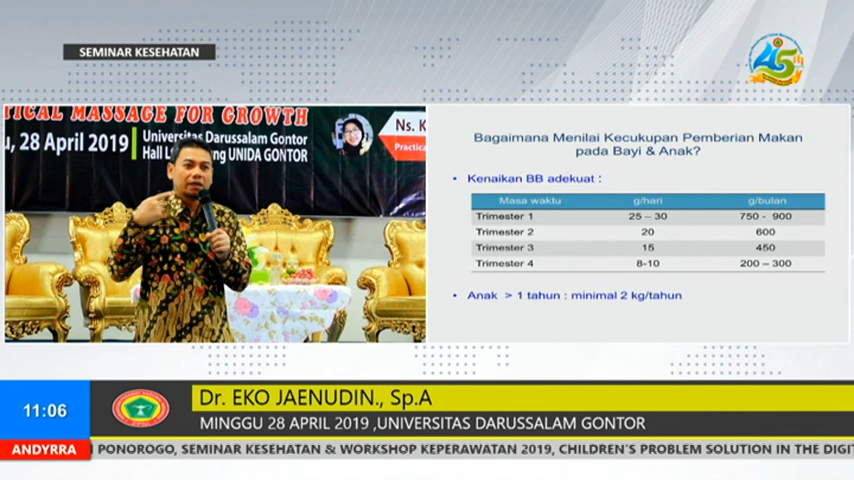 SEMINAR KESEHATAN
45
TICAL MASSAGE FOR GROWTH
u, 28 April 2019
Universitas Darussalam Gontor
Hall L ng UNIDA GONTOR
Ns. K
Practica
Bagaimana Menilai Kecukupan Pemberian Makan
pada Bayi & Anak?
• Kenaikan BB adekuat :
Masa waktu g/hari g/bulan
Trimester 1 25 – 30 750 - 900
Trimester 2 20 600
Trimester 3 15 450
Trimester 4 8-10 200 – 300
• Anak > 1 tahun : minimal 2 kg/tahun
11:06
Dr. EKO JAENUDIN., Sp.A
MINGGU 28 APRIL 2019 ,UNIVERSITAS DARUSSALAM GONTOR
ANDYRRA
I PONOROGO, SEMINAR KESEHATAN & WORKSHOP KEPERAWATAN 2019, CHILDREN`S PROBLEM SOLUTION IN THE DIGIT